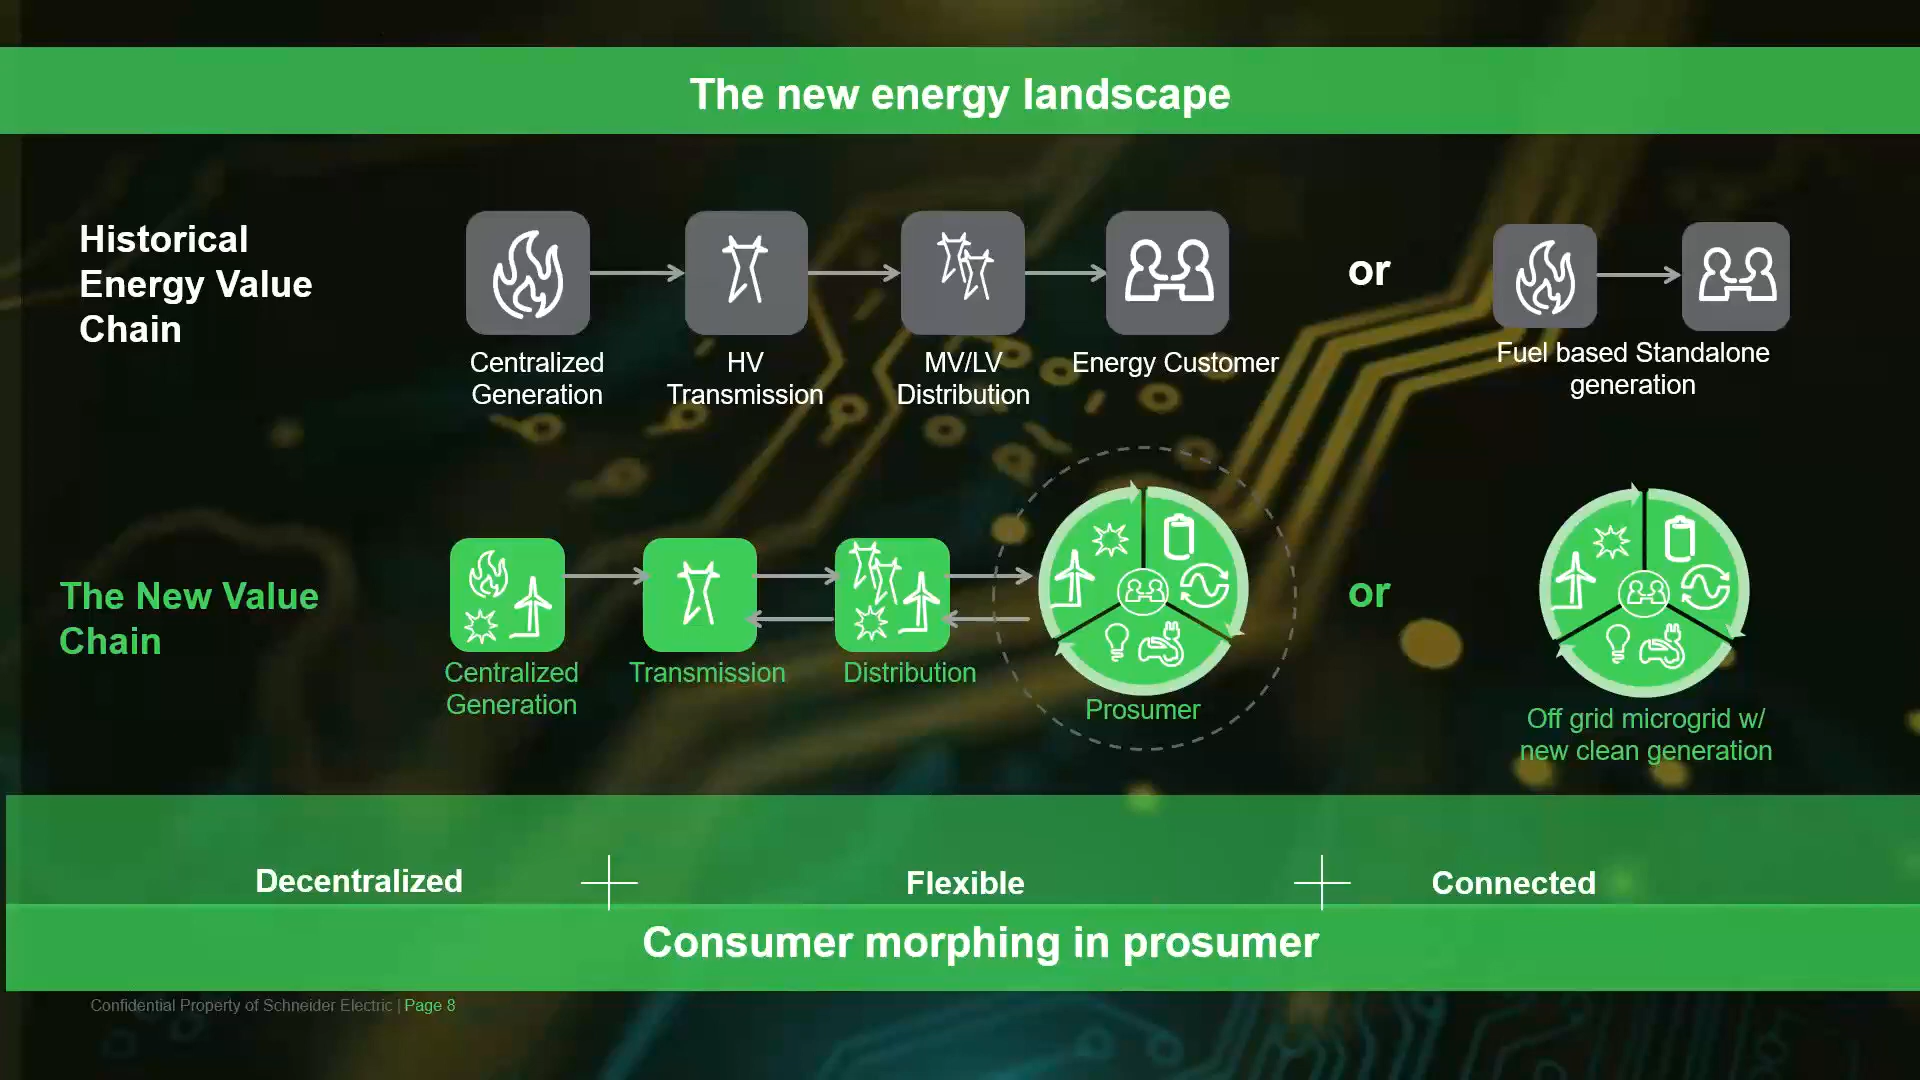 The new energy landscape
Historical
Energy Value
Chain
Centralized
Generation
HV
Transmission
MV/LV
Distribution
Energy Customer
or
Fuel based Standalone
generation
The New Value
Chain
Centralized
Generation
Transmission
Distribution
Prosumer
or
Off grid microgrid w/
new clean generation
Decentralized
Flexible
Connected
Consumer morphing in prosumer
Confidential Property of Schneider Electric | Page 8